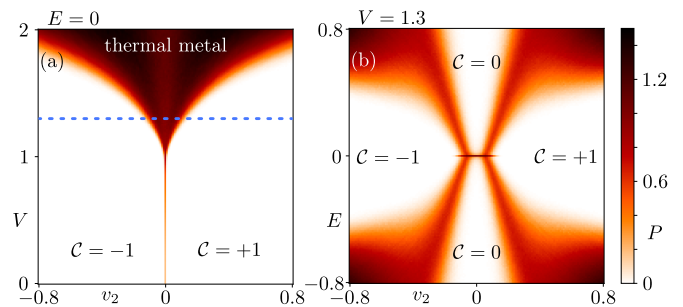 E = 0
V = 1.3
2
thermal metal
(a)
1
V
C = −1
C = +1
0
−0.8
v₂
0
0.8
0.8
(b)
C = 0
0
C = −1
C = +1
E
C = 0
−0.8
−0.8
v₂
0
0.8
1.2
0.6
P
0